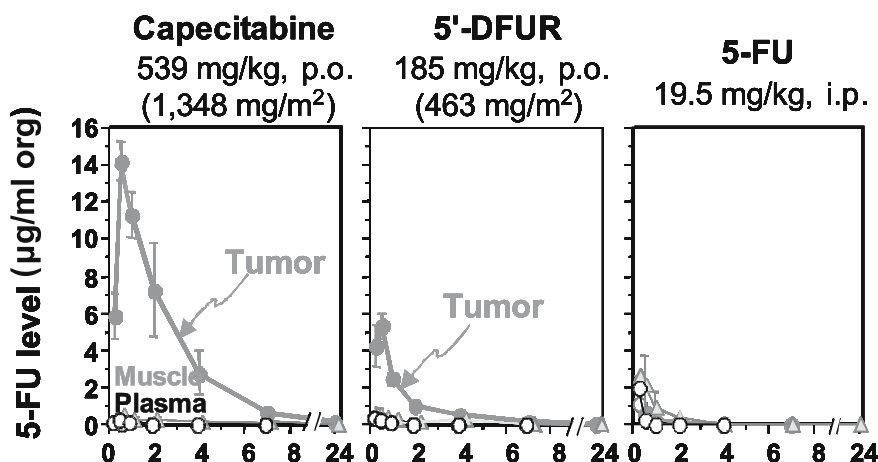 Capecitabine
539 mg/kg, p.o.
(1,348 mg/m²)
5'-DFUR
185 mg/kg, p.o.
(463 mg/m²)
5-FU
19.5 mg/kg, i.p.
5-FU level (µg/ml org)
16
14
12
10
8
6
4
2
0
Tumor
Muscle
Plasma
Tumor
0 2 4 6 8 24
0 2 4 6 8 24
0 2 4 6 8 24